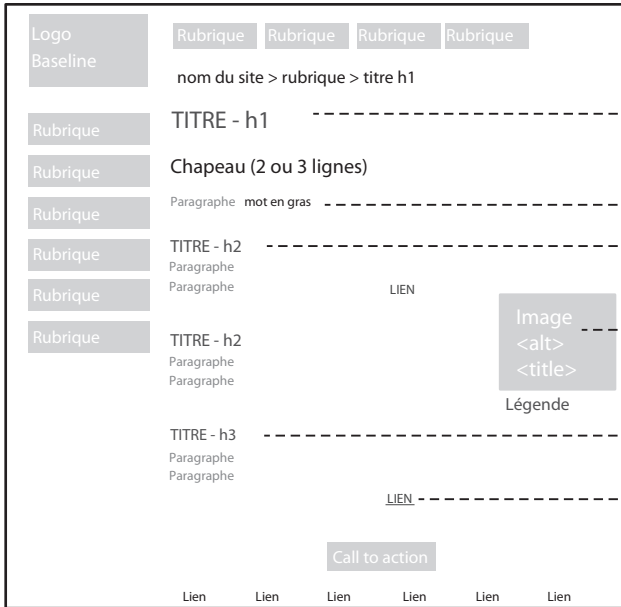 Logo
Baseline
Rubrique Rubrique Rubrique Rubrique
nom du site > rubrique > titre h1
Rubrique
Rubrique
Rubrique
Rubrique
Rubrique
Rubrique
TITRE - h1
Chapeau (2 ou 3 lignes)
Paragraphe mot en gras
TITRE - h2
Paragraphe
Paragraphe
LIEN
TITRE - h2
Paragraphe
Paragraphe
Image
<alt>
<title>
Légende
TITRE - h3
Paragraphe
Paragraphe
LIEN
Call to action
Lien Lien Lien Lien Lien Lien